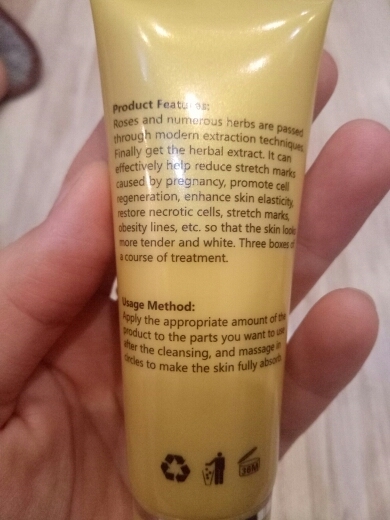 Product Features:
Roses and numerous herbs are passed
through modern extraction techniques.
Finally get the herbal extract. It can
effectively help reduce stretch marks
caused by pregnancy, promote cell
regeneration, enhance skin elasticity,
restore necrotic cells, stretch marks,
obesity lines, etc. so that the skin looks
more tender and white. Three boxes of
a course of treatment.
Usage Method:
Apply the appropriate amount of the
product to the parts you want to use
after the cleansing, and massage in
circles to make the skin fully absorb
36M